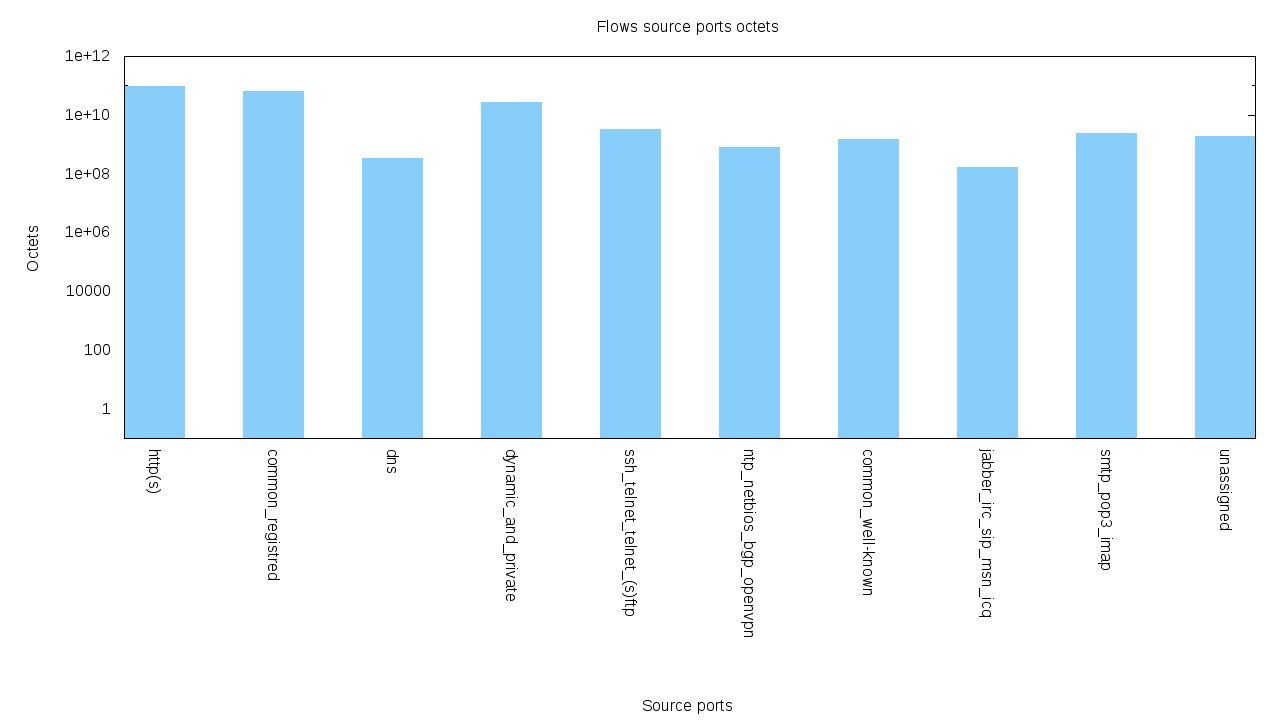 Flows source ports octets
1e+12
1e+10
1e+08
1e+06
10000
100
1
Octets
http(s)
common_registred
dns
dynamic_and_private
ssh_telnet_telnet_(s)ftp
ntp_netbios_bgp_openvpn
common_well-known
jabber_irc_sip_msn_icq
smtp_pop3_imap
unassigned
Source ports